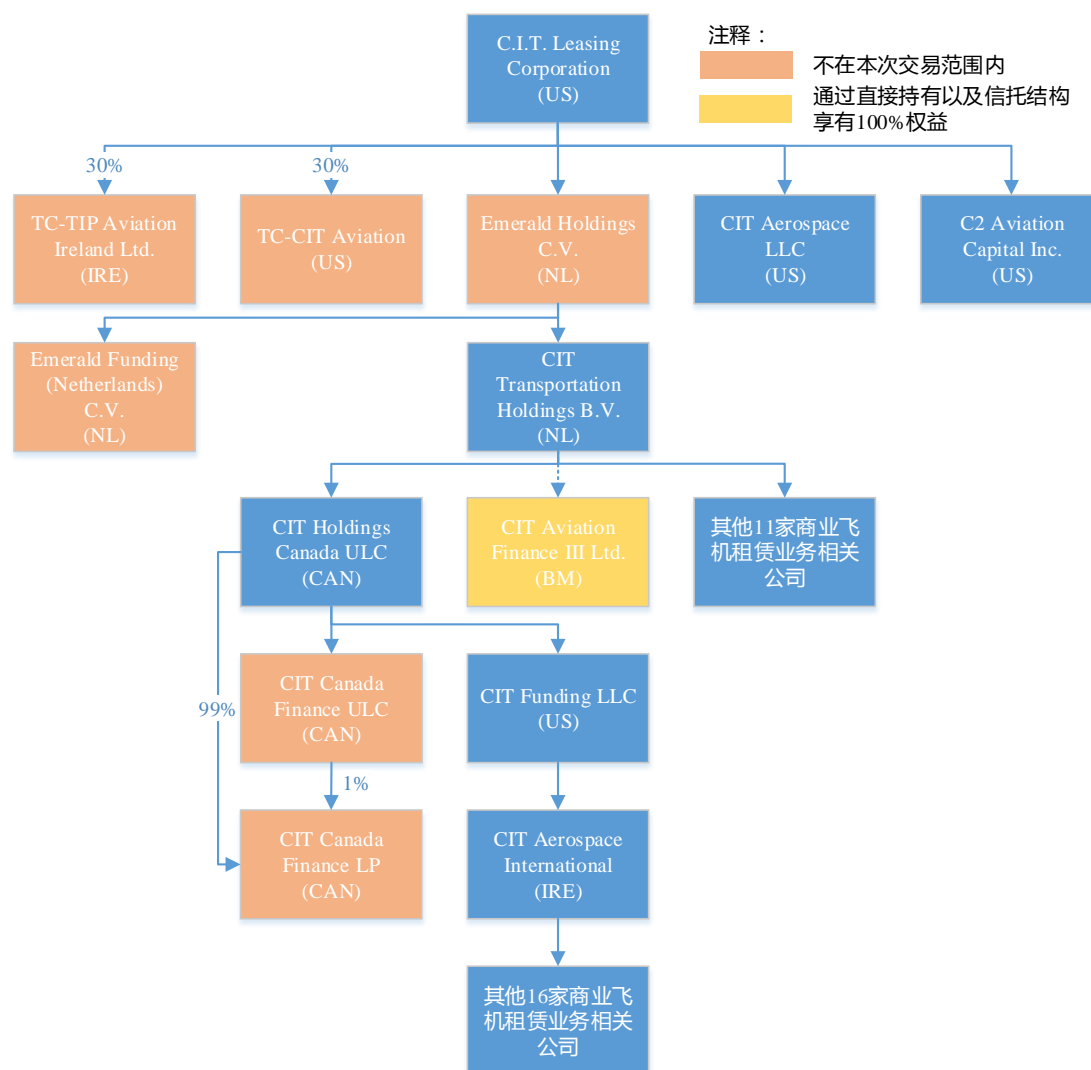 C.I.T. Leasing
Corporation
(US)
注释：
不在本次交易范围内
通过直接持有以及信托结构
享有100%权益
30%
30%
TC-TIP Aviation
Ireland Ltd.
(IRE)
TC-CIT Aviation
(US)
Emerald Holdings
C.V.
(NL)
CIT Aerospace
LLC
(US)
C2 Aviation
Capital Inc.
(US)
Emerald Funding
(Netherlands)
C.V.
(NL)
CIT
Transportation
Holdings B.V.
(NL)
CIT Holdings
Canada ULC
(CAN)
CIT Aviation
Finance III Ltd.
(BM)
其他11家商业飞
机租赁业务相关
公司
CIT Canada
Finance ULC
(CAN)
CIT Funding LLC
(US)
99%
1%
CIT Canada
Finance LP
(CAN)
CIT Aerospace
International
(IRE)
其他16家商业飞
机租赁业务相关
公司